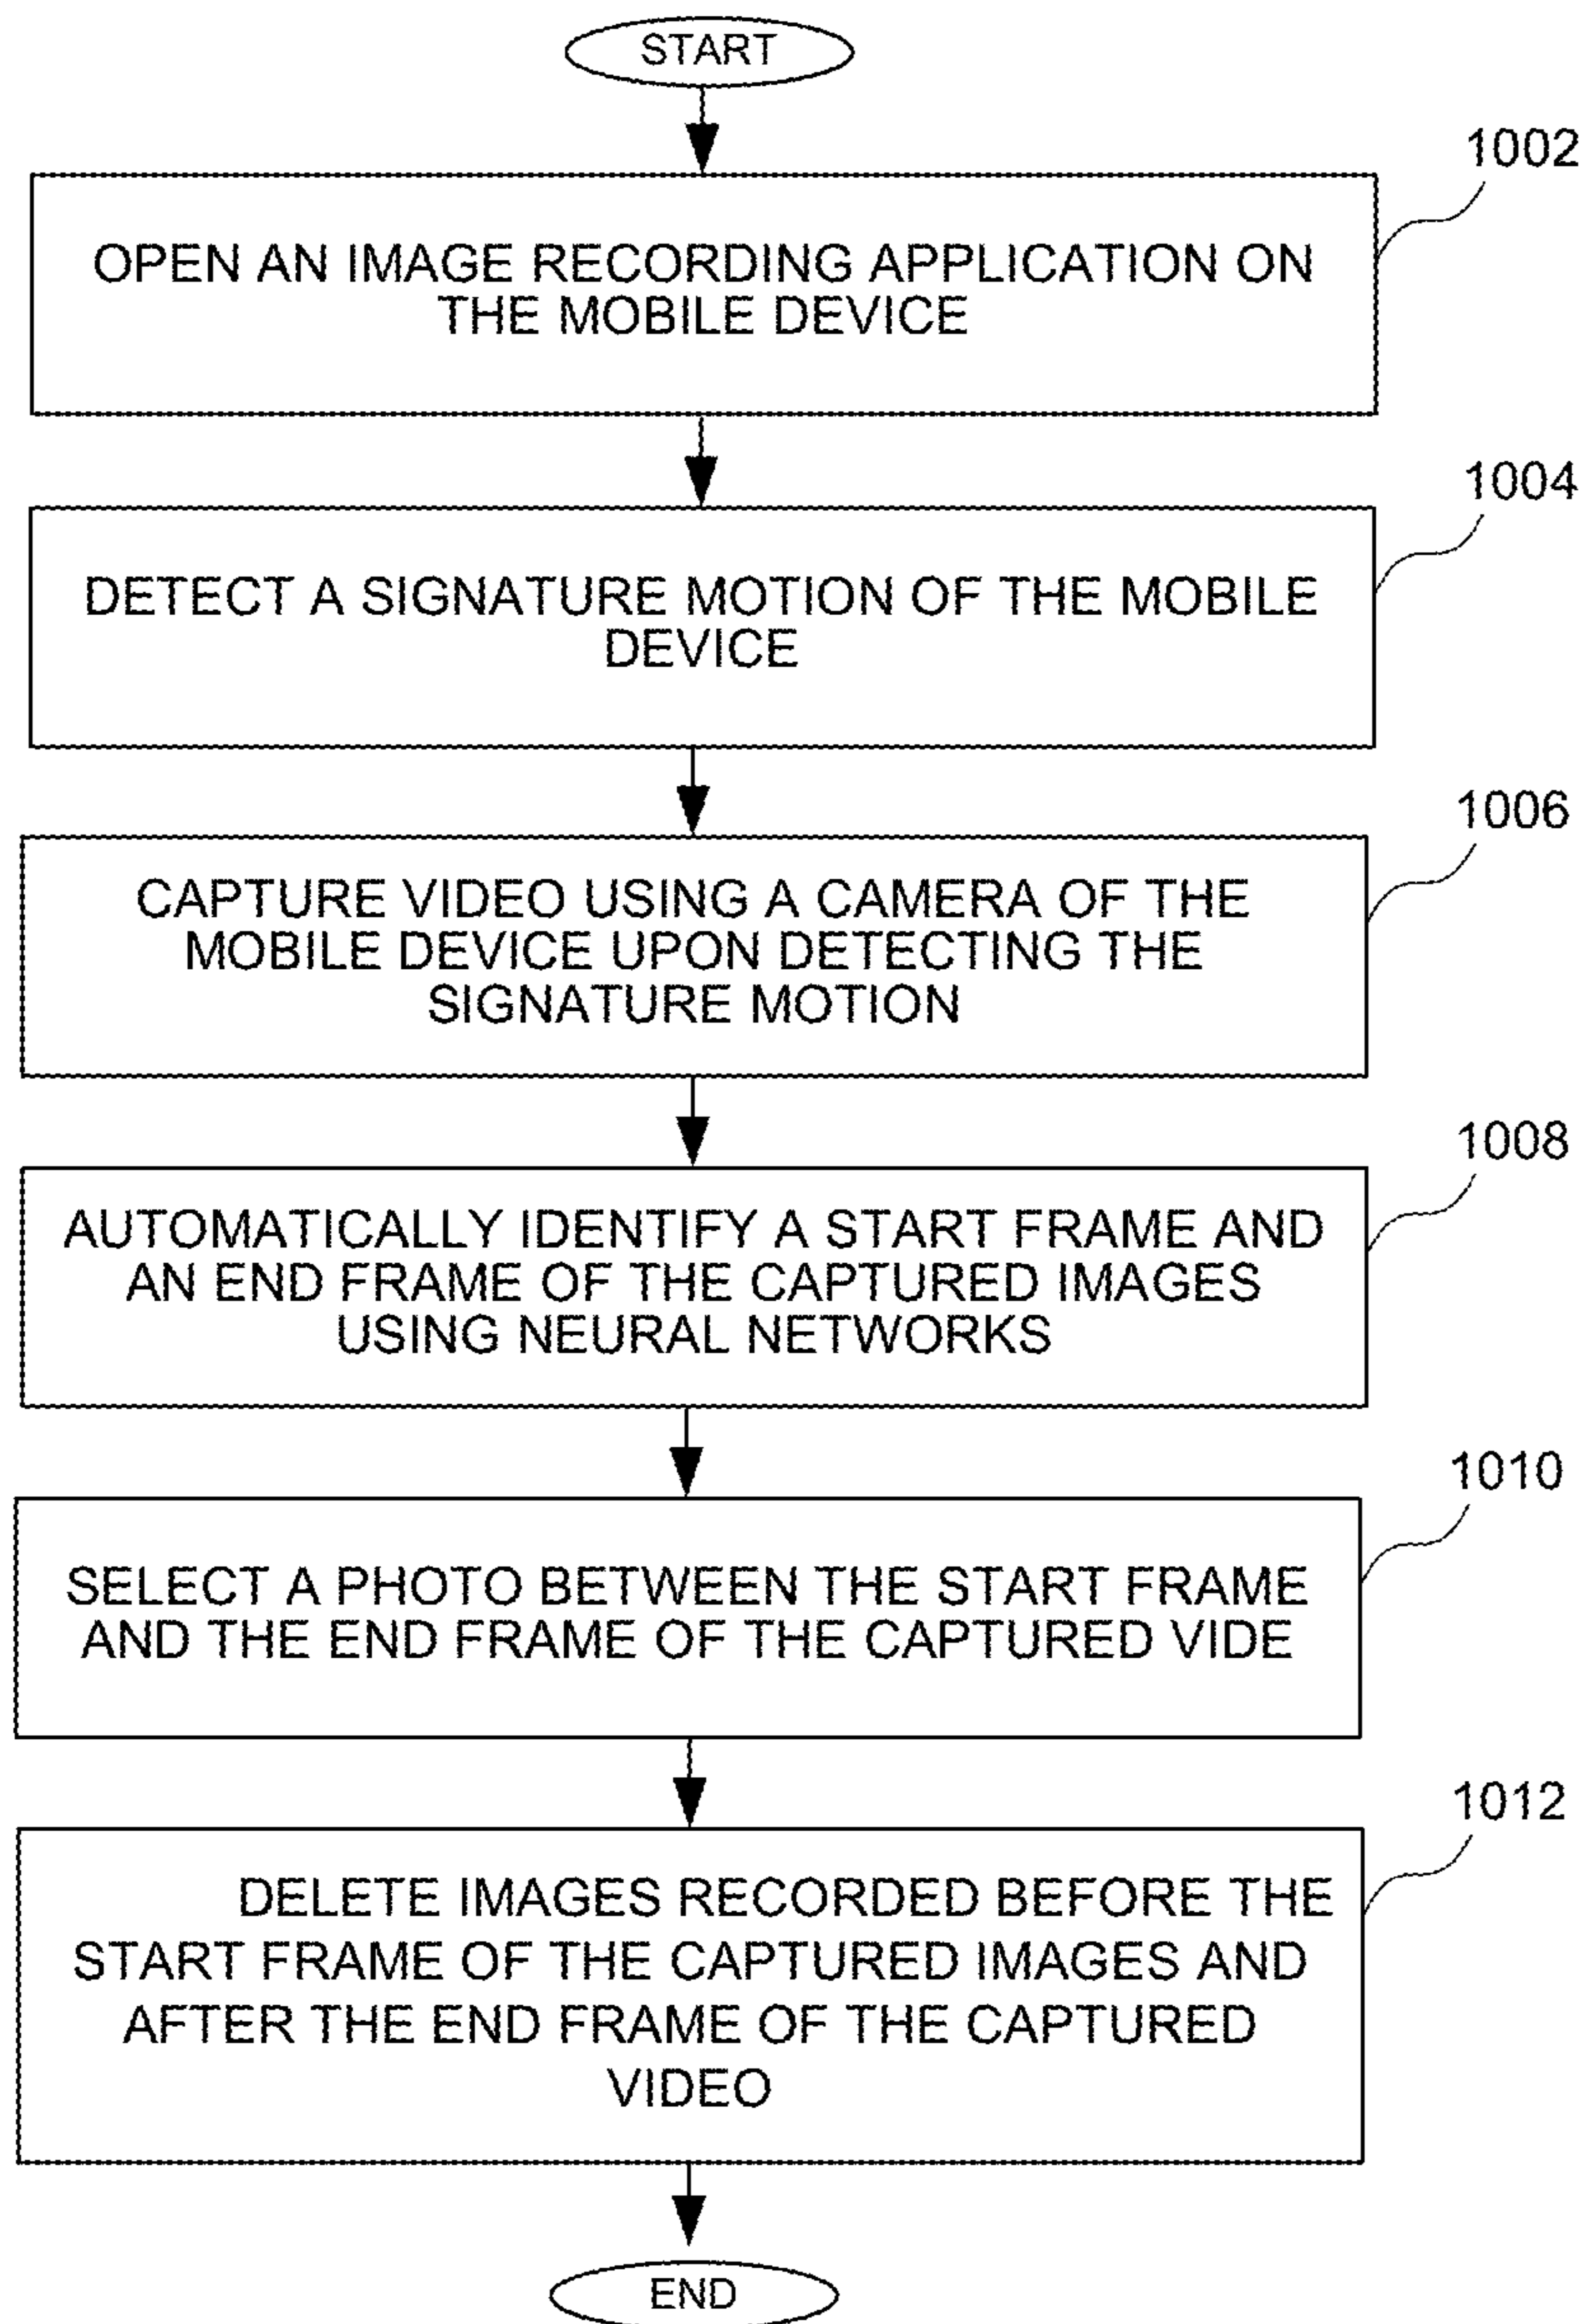 START
1002
OPEN AN IMAGE RECORDING APPLICATION ON
THE MOBILE DEVICE
1004
DETECT A SIGNATURE MOTION OF THE MOBILE
DEVICE
1006
CAPTURE VIDEO USING A CAMERA OF THE
MOBILE DEVICE UPON DETECTING THE
SIGNATURE MOTION
1008
AUTOMATICALLY IDENTIFY A START FRAME AND
AN END FRAME OF THE CAPTURED IMAGES
USING NEURAL NETWORKS
1010
SELECT A PHOTO BETWEEN THE START FRAME
AND THE END FRAME OF THE CAPTURED VIDE
1012
DELETE IMAGES RECORDED BEFORE THE
START FRAME OF THE CAPTURED IMAGES AND
AFTER THE END FRAME OF THE CAPTURED
VIDEO
END